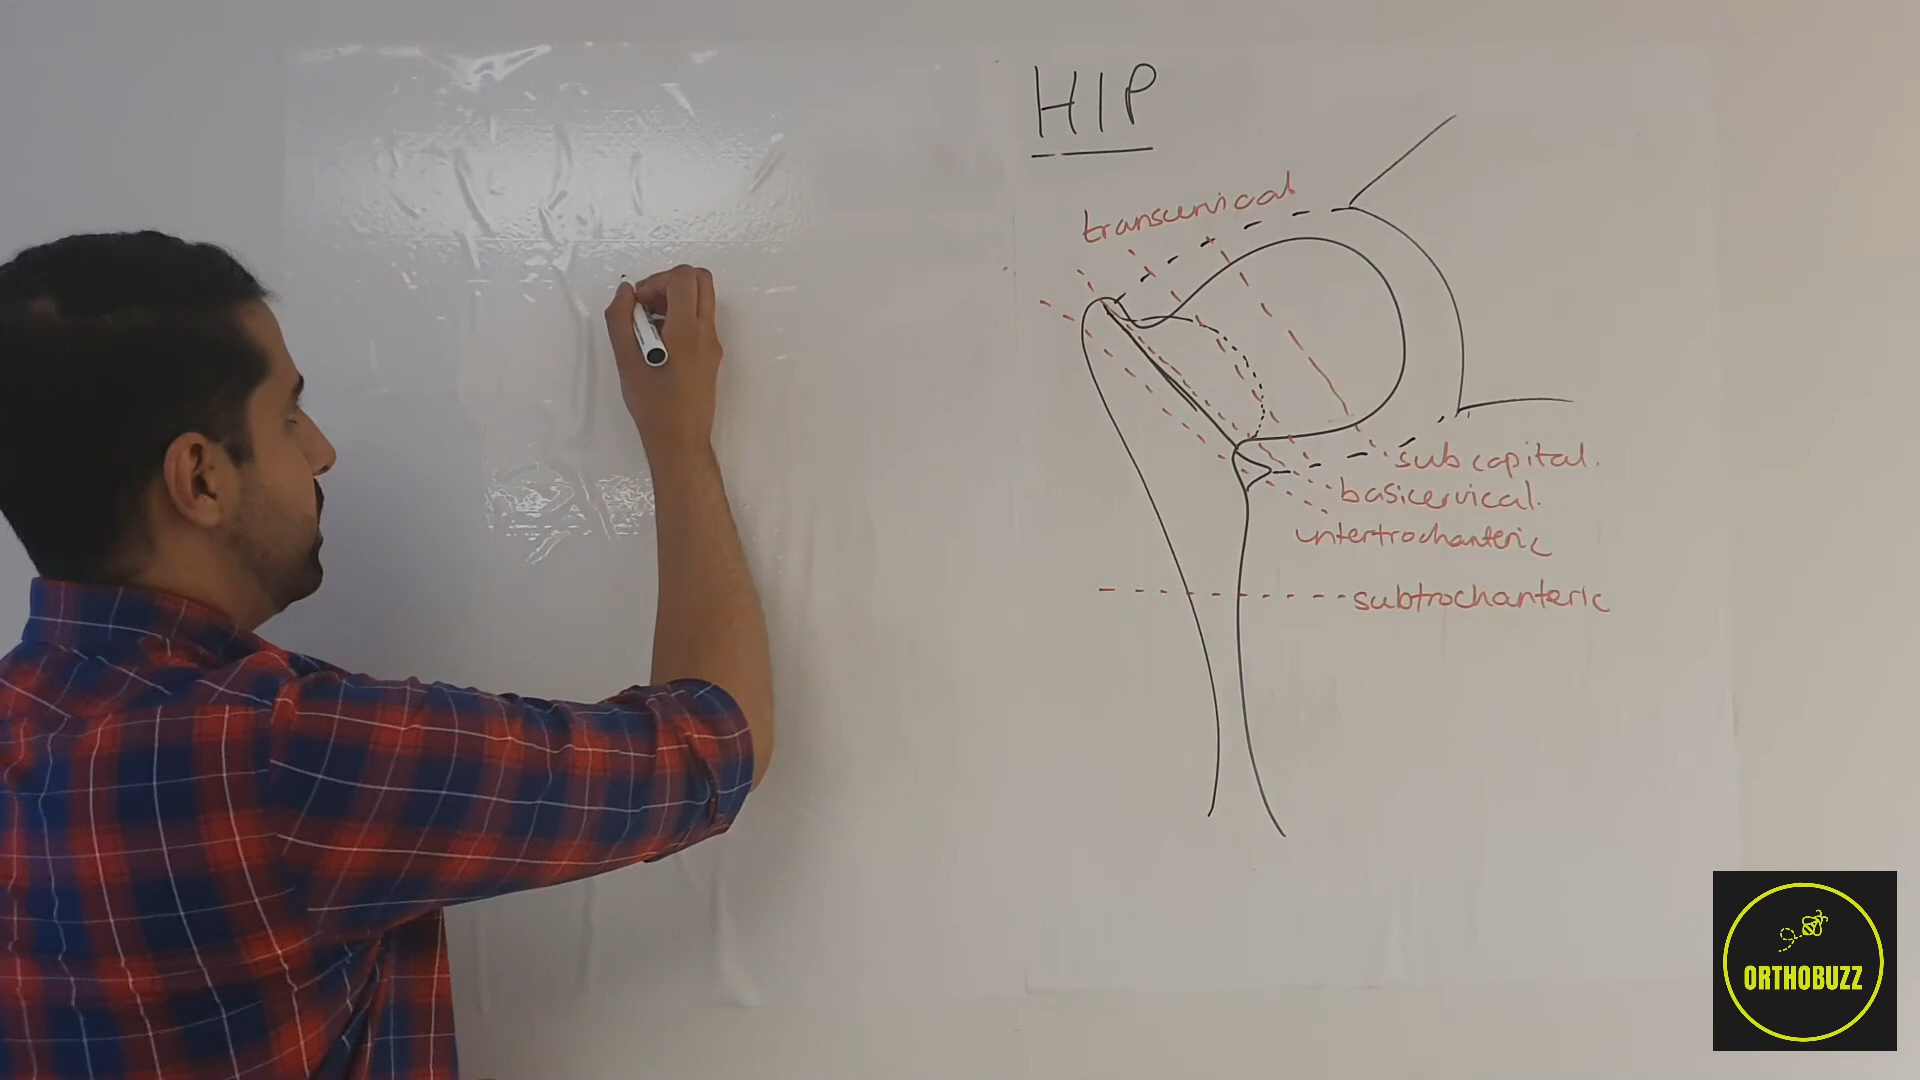 HIP
transcervical
subcapital.
basicervical.
intertrochanteric
subtrochanteric
ORTHOBUZZ